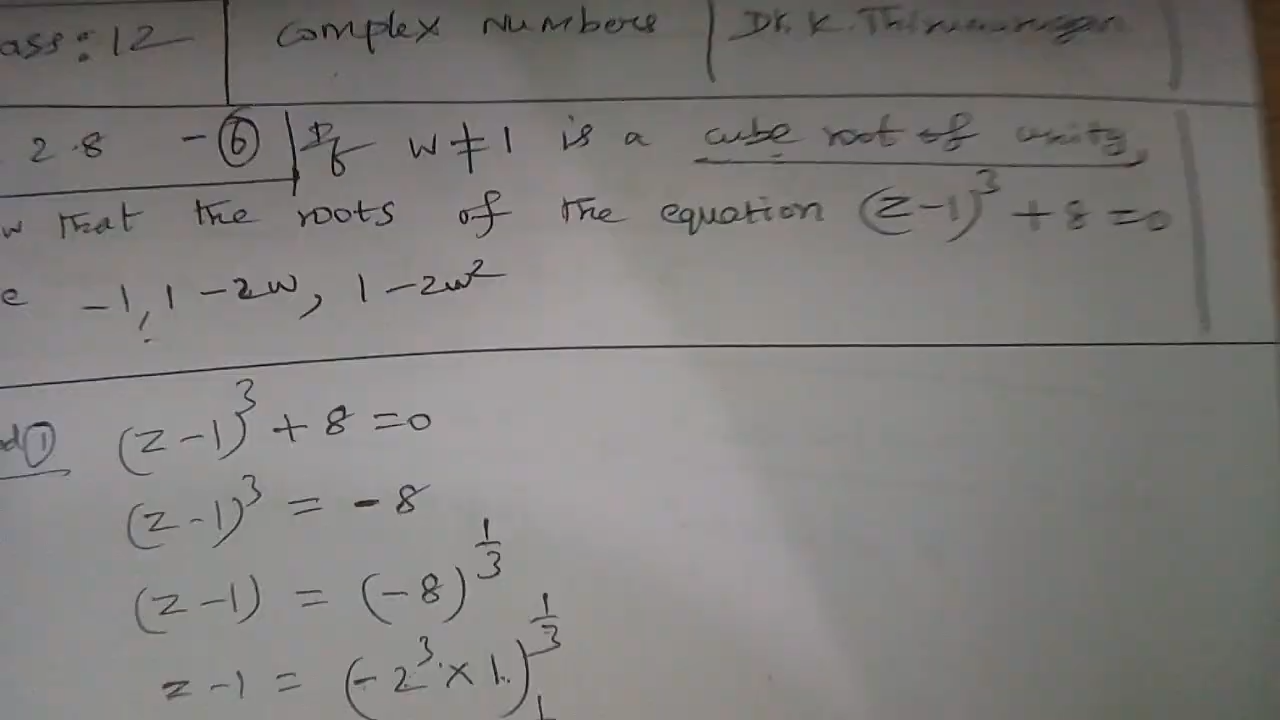 ass: 12 complex Numbers Dr. K.
2.8 - 6 If w ≠ 1 is a cube root of unity,
w that the roots of the equation (z-1)³ + 8 = 0
e -1, 1-2w, 1-2w²
d 1 (z-1)³ + 8 = 0
(z-1)³ = -8
(z-1) = (-8)^(1/3)
z-1 = (-2³ × 1)^(1/3)